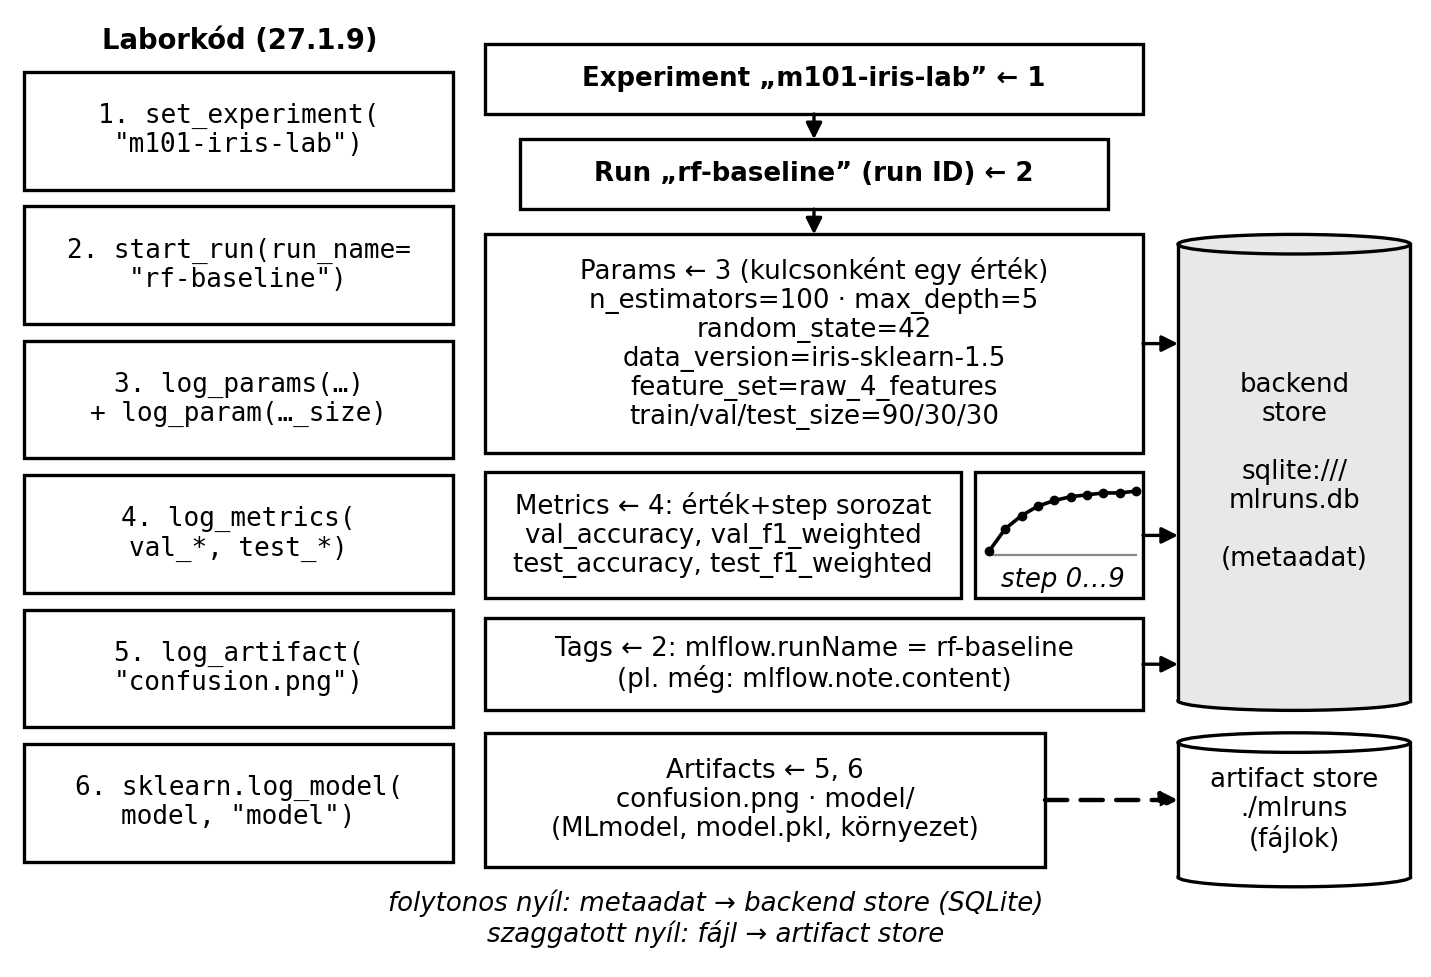 Laborkód (27.1.9)
1. set_experiment(
"m101-iris-lab")
2. start_run(run_name=
"rf-baseline")
3. log_params(…)
+ log_param(…_size)
4. log_metrics(
val_*, test_*)
5. log_artifact(
"confusion.png")
6. sklearn.log_model(
model, "model")
Experiment „m101-iris-lab” ← 1
Run „rf-baseline” (run ID) ← 2
Params ← 3 (kulcsonként egy érték)
n_estimators=100 · max_depth=5
random_state=42
data_version=iris-sklearn-1.5
feature_set=raw_4_features
train/val/test_size=90/30/30
Metrics ← 4: érték+step sorozat
val_accuracy, val_f1_weighted
test_accuracy, test_f1_weighted
step 0…9
Tags ← 2: mlflow.runName = rf-baseline
(pl. még: mlflow.note.content)
Artifacts ← 5, 6
confusion.png · model/
(MLmodel, model.pkl, környezet)
backend
store
sqlite:///
mlruns.db
(metaadat)
artifact store
./mlruns
(fájlok)
folytonos nyíl: metaadat → backend store (SQLite)
szaggatott nyíl: fájl → artifact store